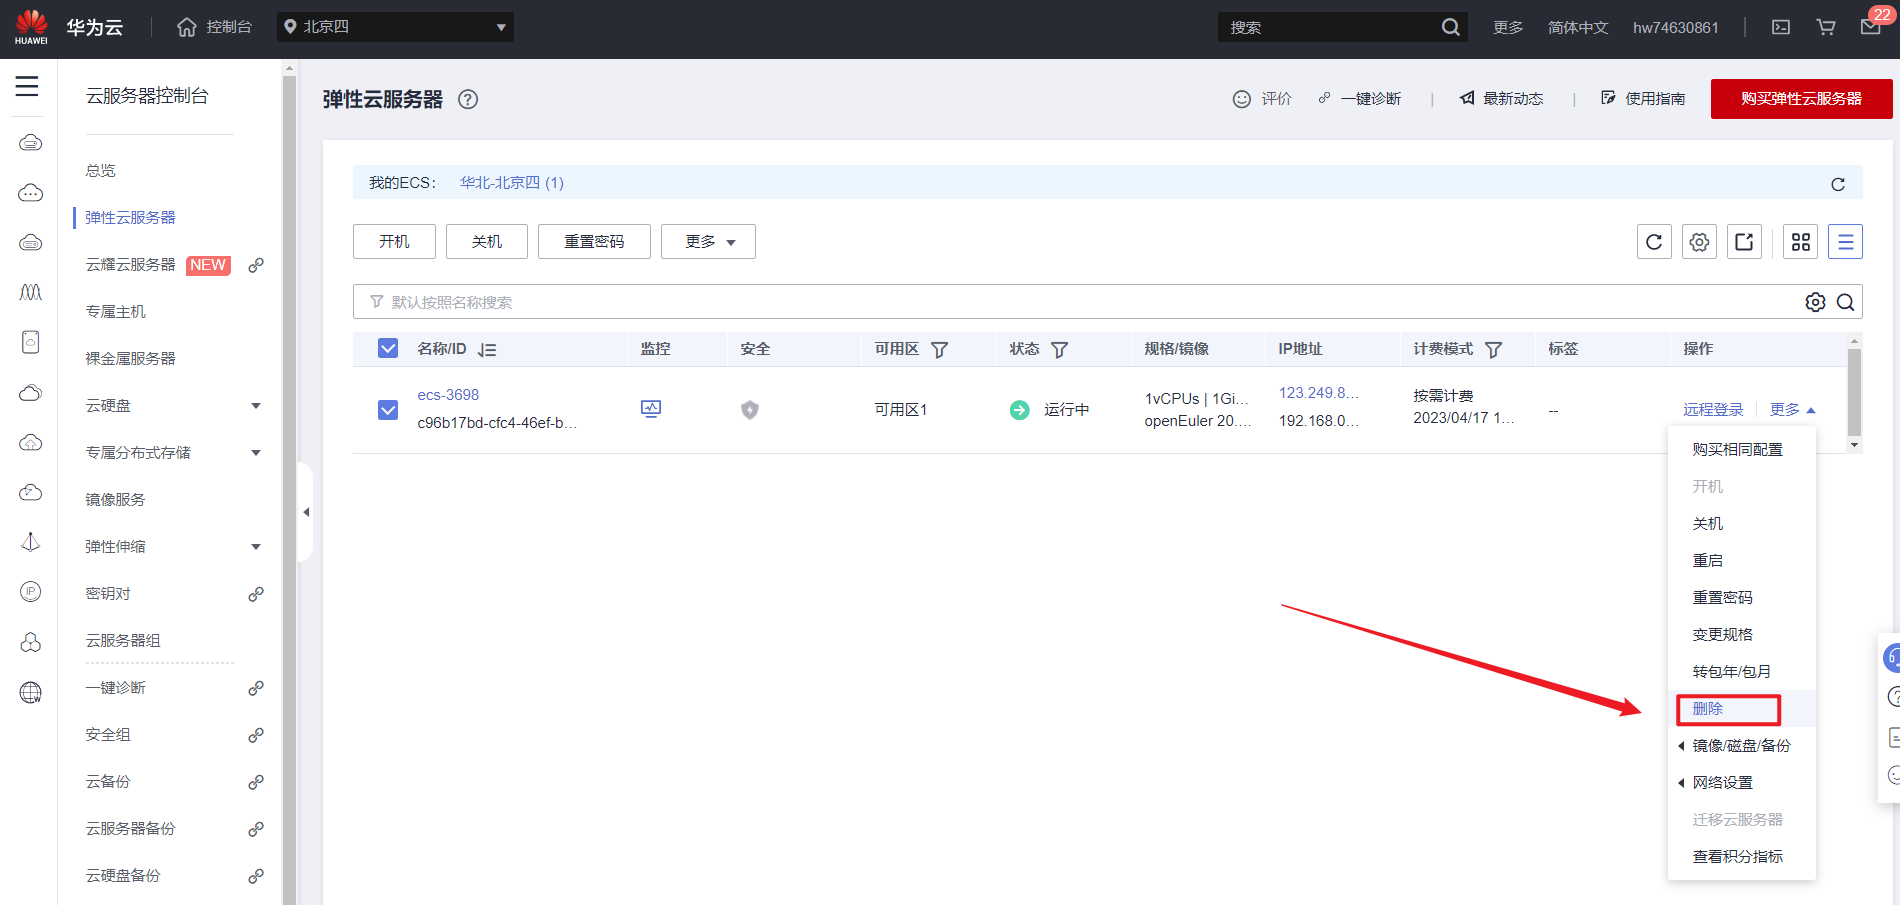 HUAWEI
华为云
控制台
北京四
搜索
更多
简体中文
hw74630861
22
云服务器控制台
总览
弹性云服务器
云耀云服务器 NEW
专属主机
裸金属服务器
云硬盘
专属分布式存储
镜像服务
弹性伸缩
密钥对
云服务器组
一键诊断
安全组
云备份
云服务器备份
云硬盘备份
IP
W
弹性云服务器
评价
一键诊断
最新动态
使用指南
购买弹性云服务器
我的ECS： 华北-北京四 (1)
开机
关机
重置密码
更多
默认按照名称搜索
名称/ID 监控 安全 可用区 状态 规格/镜像 IP地址 计费模式 标签 操作
ecs-3698
c96b17bd-cfc4-46ef-b...
可用区1
运行中
1vCPUs | 1Gi...
openEuler 20....
123.249.8...
192.168.0...
按需计费
2023/04/17 1...
--
远程登录 更多
购买相同配置
开机
关机
重启
重置密码
变更规格
转包年/包月
删除
镜像/磁盘/备份
网络设置
迁移云服务器
查看积分指标